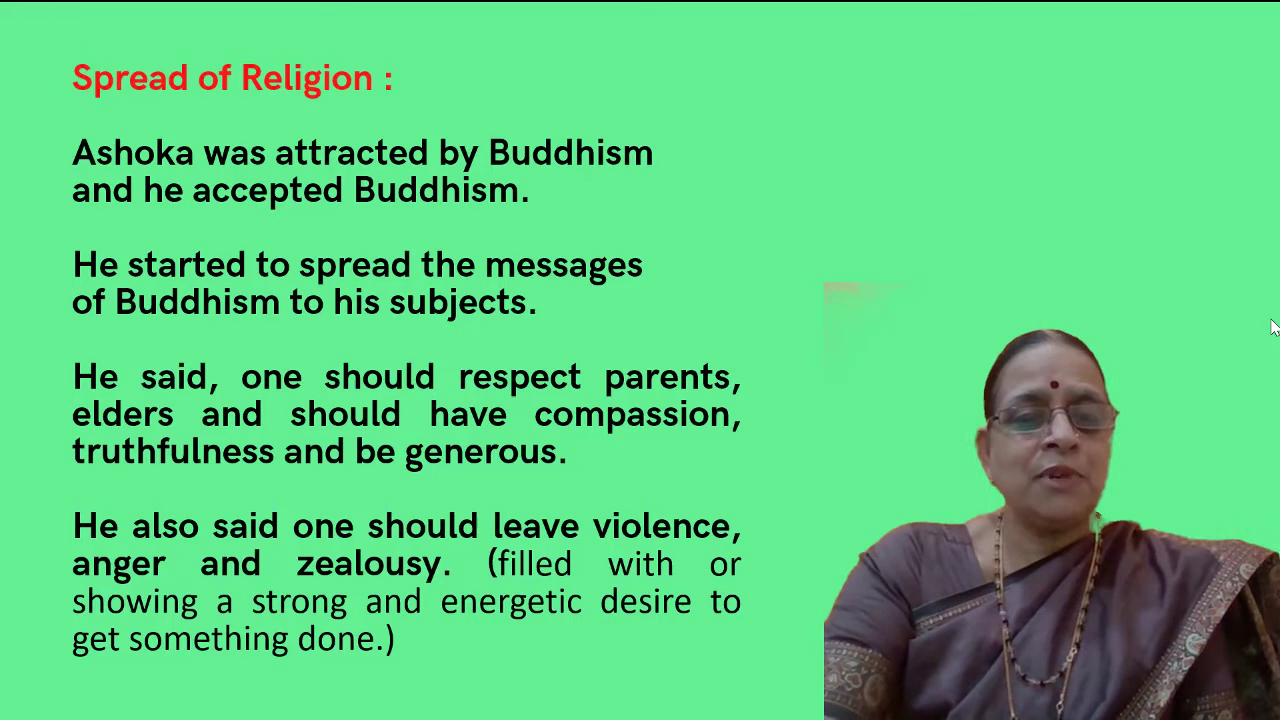 Spread of Religion :
Ashoka was attracted by Buddhism
and he accepted Buddhism.
He started to spread the messages
of Buddhism to his subjects.
He said, one should respect parents,
elders and should have compassion,
truthfulness and be generous.
He also said one should leave violence,
anger and zealousy. (filled with or
showing a strong and energetic desire to
get something done.)